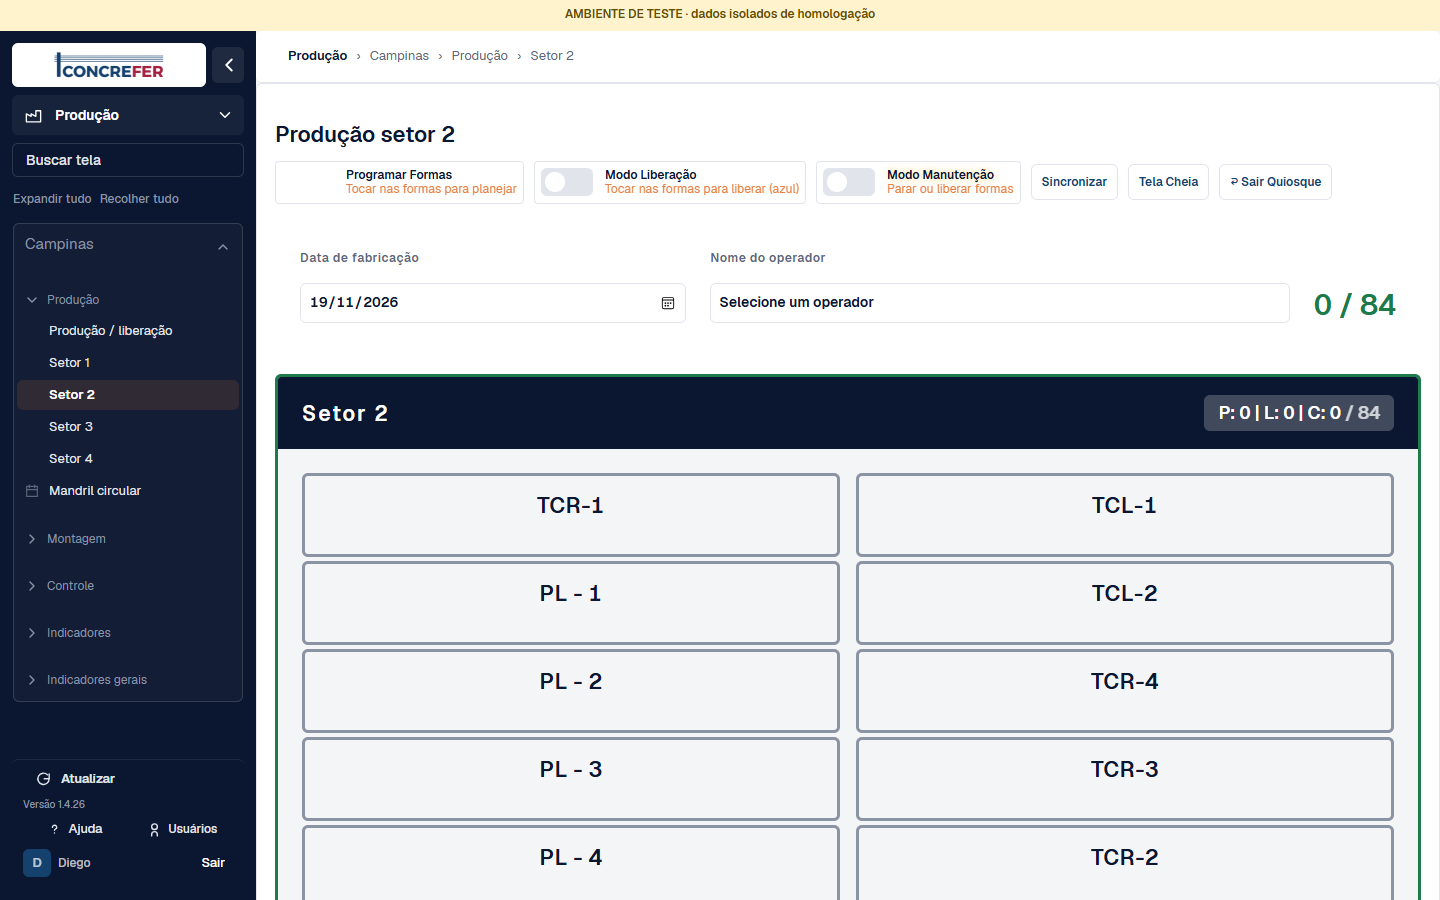 AMBIENTE DE TESTE · dados isolados de homologação
CONCREFER
Produção
Buscar tela
Expandir tudo Recolher tudo
Campinas
Produção
Produção / liberação
Setor 1
Setor 2
Setor 3
Setor 4
Mandril circular
Montagem
Controle
Indicadores
Indicadores gerais
Atualizar
Versão 1.4.26
? Ajuda
Usuários
D Diego
Sair
Produção › Campinas › Produção › Setor 2
Produção setor 2
Programar Formas
Tocar nas formas para planejar
Modo Liberação
Tocar nas formas para liberar (azul)
Modo Manutenção
Parar ou liberar formas
Sincronizar
Tela Cheia
Sair Quiosque
Data de fabricação
19/11/2026
Nome do operador
Selecione um operador
0 / 84
Setor 2
P: 0 | L: 0 | C: 0 / 84
TCR-1
TCL-1
PL - 1
TCL-2
PL - 2
TCR-4
PL - 3
TCR-3
PL - 4
TCR-2